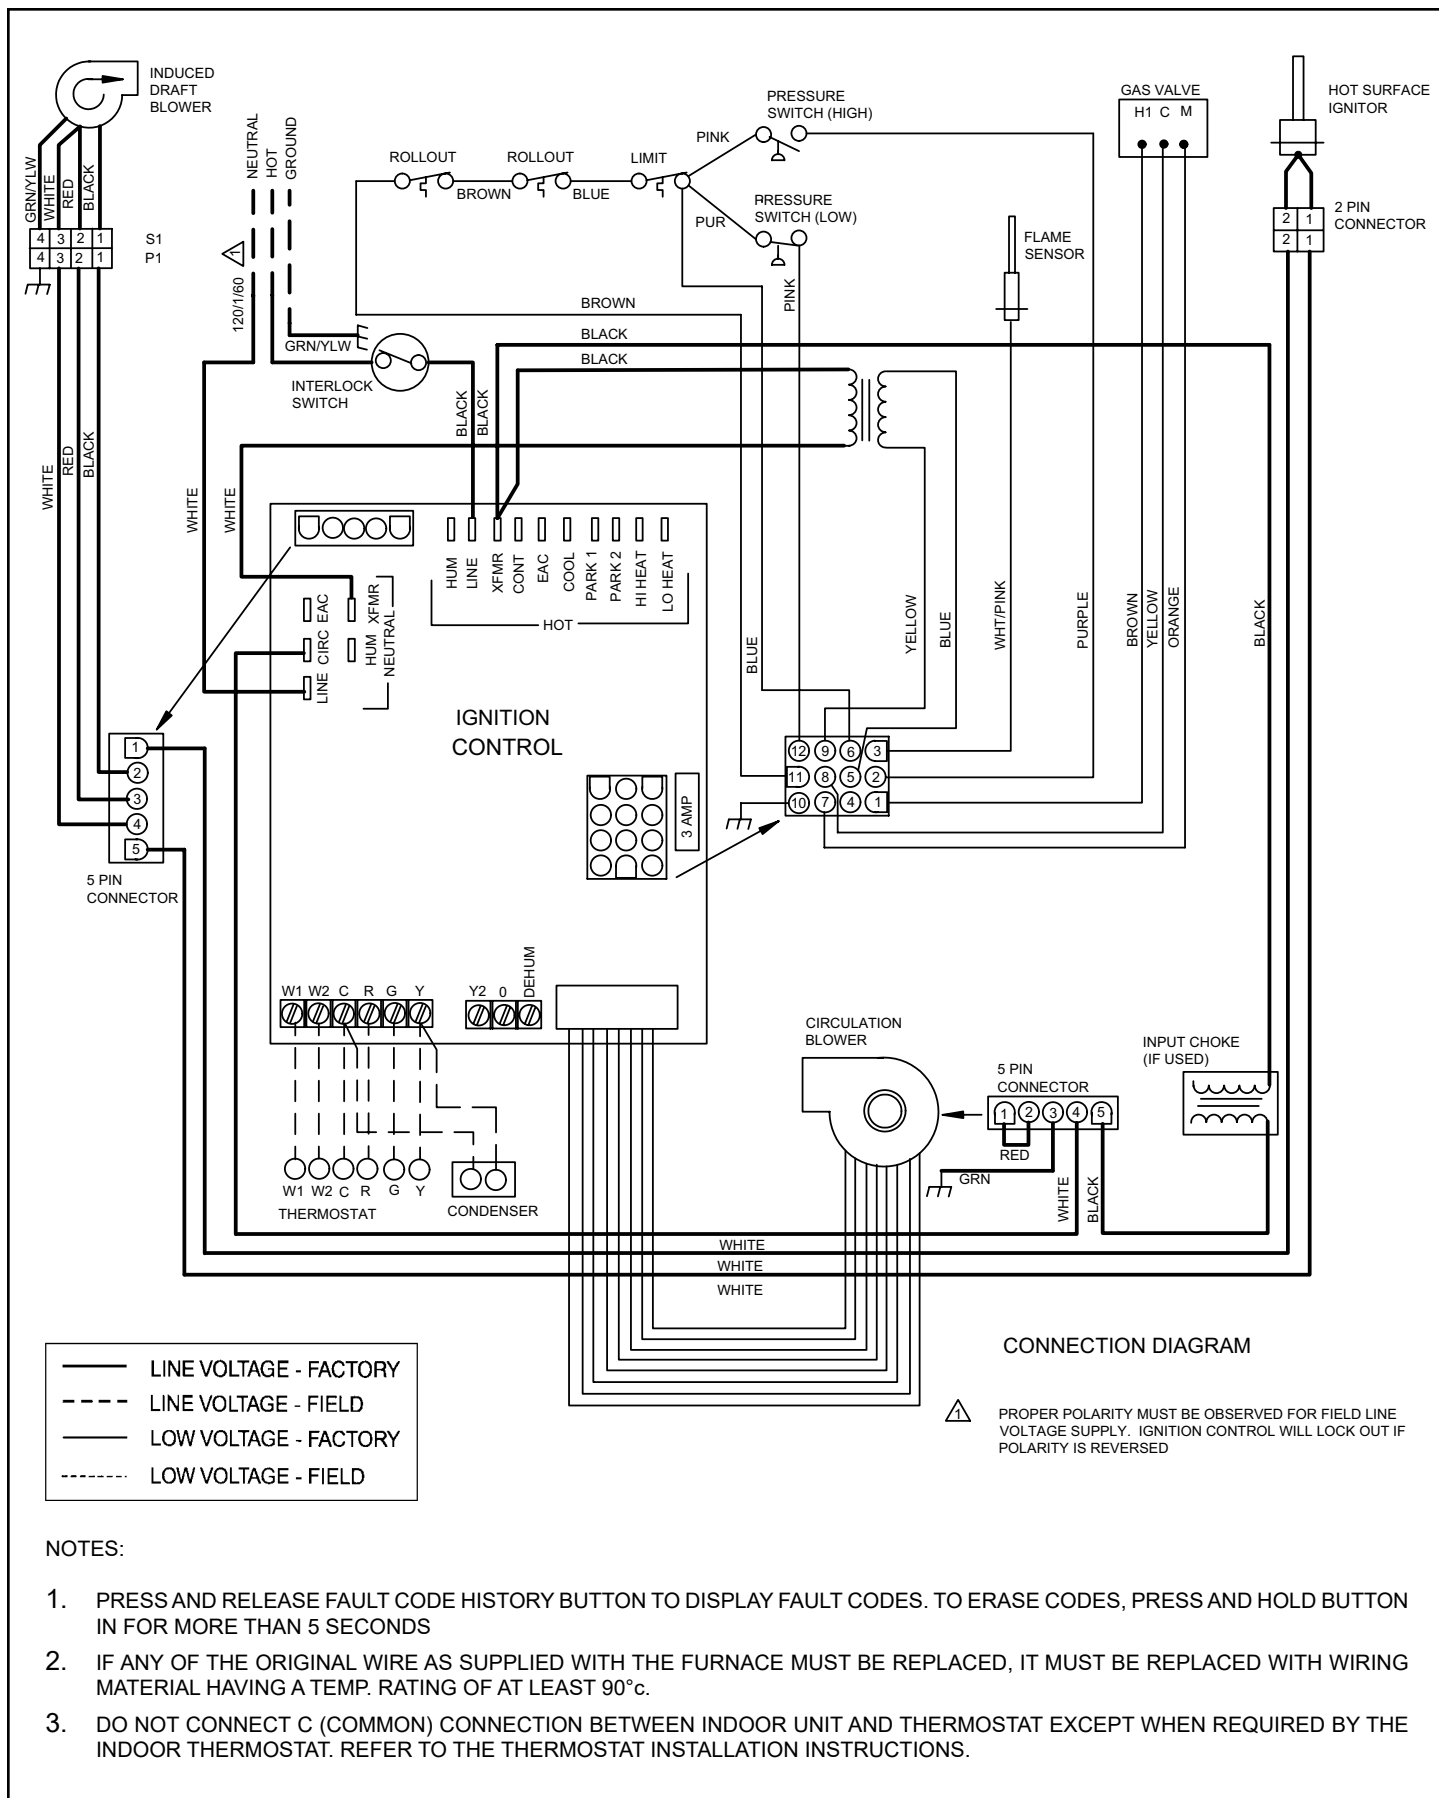 INDUCED
DRAFT
BLOWER
GRN/YLW
WHITE
RED
BLACK
4 3 2 1
S1
4 3 2 1
P1
NEUTRAL
HOT
GROUND
1
120/1/60
GRN/YLW
INTERLOCK
SWITCH
ROLLOUT
BROWN
ROLLOUT
BLUE
LIMIT
PINK
PRESSURE
SWITCH (HIGH)
PUR
PRESSURE
SWITCH (LOW)
PINK
BROWN
BLACK
BLACK
BLACK
BLACK
FLAME
SENSOR
GAS VALVE
H1 C M
HOT SURFACE
IGNITOR
2 1
2 1
2 PIN
CONNECTOR
WHITE
RED
BLACK
WHITE
WHITE
HUM
LINE
XFMR
CONT
EAC
COOL
PARK 1
PARK 2
HI HEAT
LO HEAT
HOT
EAC
XFMR
CIRC
HUM
LINE
NEUTRAL
IGNITION
CONTROL
3 AMP
BLUE
YELLOW
BLUE
WHT/PINK
PURPLE
BROWN
YELLOW
ORANGE
BLACK
12 9 6 3
11 8 5 2
10 7 4 1
1
2
3
4
5
5 PIN
CONNECTOR
W1 W2 C R G Y
Y2 0 DEHUM
W1 W2 C R G Y
THERMOSTAT
CONDENSER
CIRCULATION
BLOWER
5 PIN
CONNECTOR
1 2 3 4 5
RED
GRN
WHITE
BLACK
INPUT CHOKE
(IF USED)
WHITE
WHITE
WHITE
LINE VOLTAGE - FACTORY
LINE VOLTAGE - FIELD
LOW VOLTAGE - FACTORY
LOW VOLTAGE - FIELD
CONNECTION DIAGRAM
1 PROPER POLARITY MUST BE OBSERVED FOR FIELD LINE
VOLTAGE SUPPLY. IGNITION CONTROL WILL LOCK OUT IF
POLARITY IS REVERSED
NOTES:
1. PRESS AND RELEASE FAULT CODE HISTORY BUTTON TO DISPLAY FAULT CODES. TO ERASE CODES, PRESS AND HOLD BUTTON
IN FOR MORE THAN 5 SECONDS
2. IF ANY OF THE ORIGINAL WIRE AS SUPPLIED WITH THE FURNACE MUST BE REPLACED, IT MUST BE REPLACED WITH WIRING
MATERIAL HAVING A TEMP. RATING OF AT LEAST 90°c.
3. DO NOT CONNECT C (COMMON) CONNECTION BETWEEN INDOOR UNIT AND THERMOSTAT EXCEPT WHEN REQUIRED BY THE
INDOOR THERMOSTAT. REFER TO THE THERMOSTAT INSTALLATION INSTRUCTIONS.